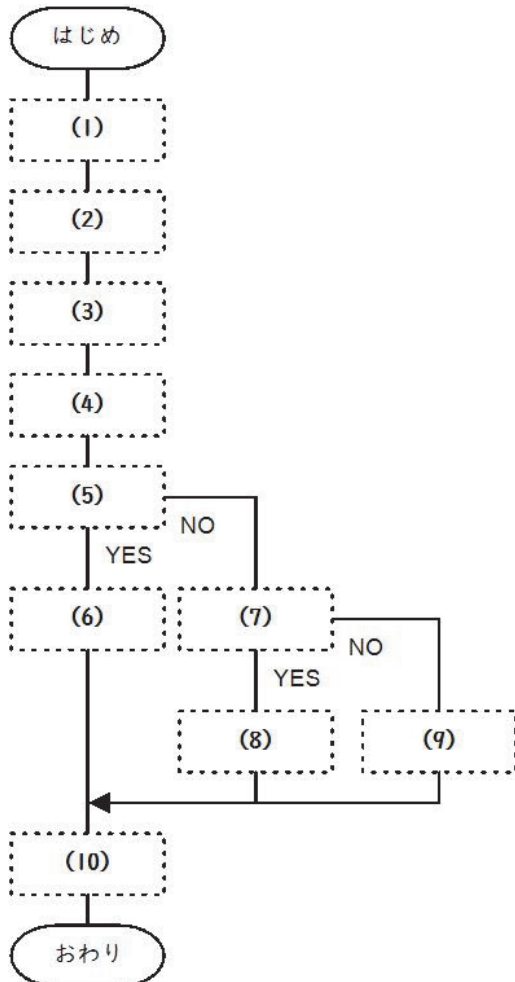 はじめ
(1)
(2)
(3)
(4)
(5)
NO
YES
(6)
(7)
NO
YES
(8)
(9)
(10)
おわり